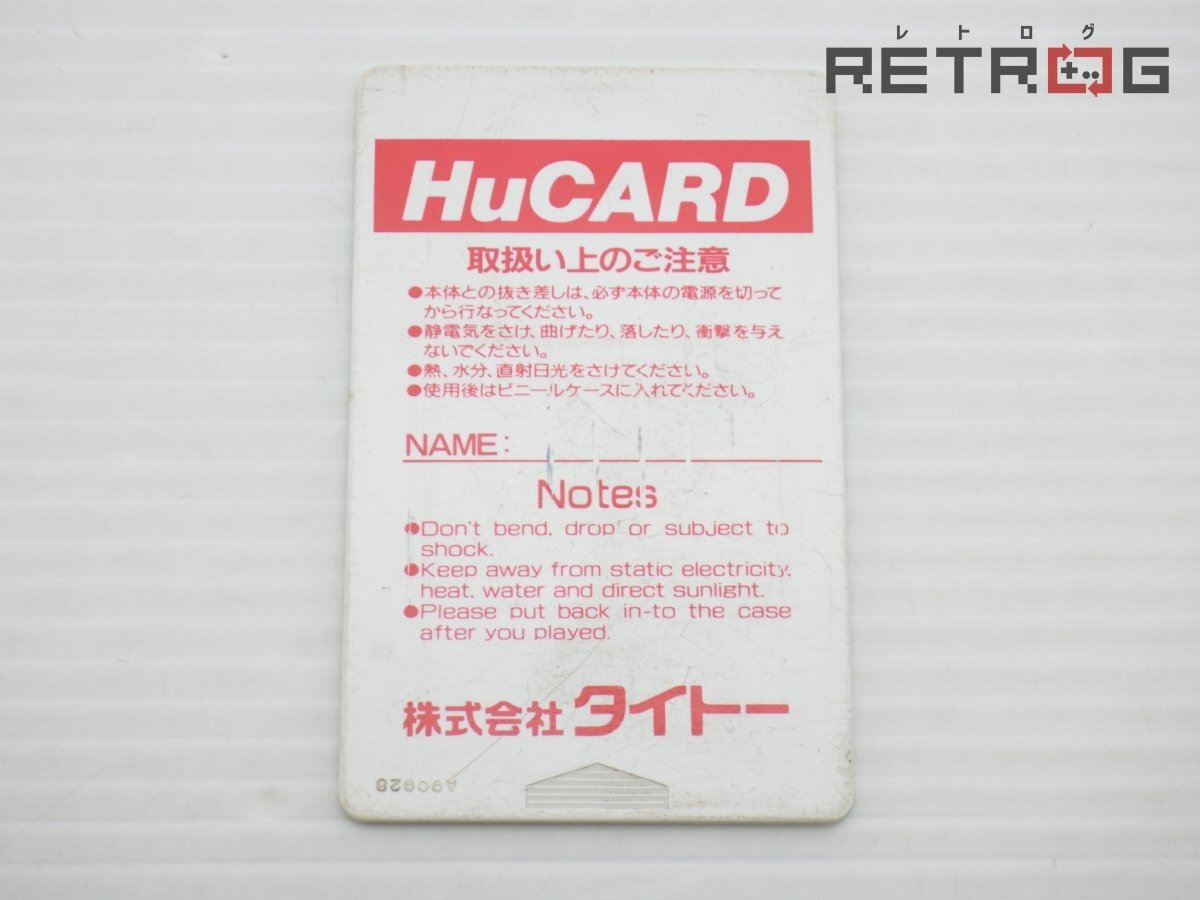 レトログ
RETROG
HuCARD
取扱い上のご注意
●本体との抜き差しは、必ず本体の電源を切って
から行なってください。
●静電気をさけ、曲げたり、落したり、衝撃を与え
ないでください。
●熱、水分、直射日光をさけてください。
●使用後はビニールケースに入れてください。
NAME:
Notes
●Don't bend, drop or subject to
shock.
●Keep away from static electricity,
heat, water and direct sunlight.
●Please put back in-to the case
after you played.
株式会社 タイトー
A90928